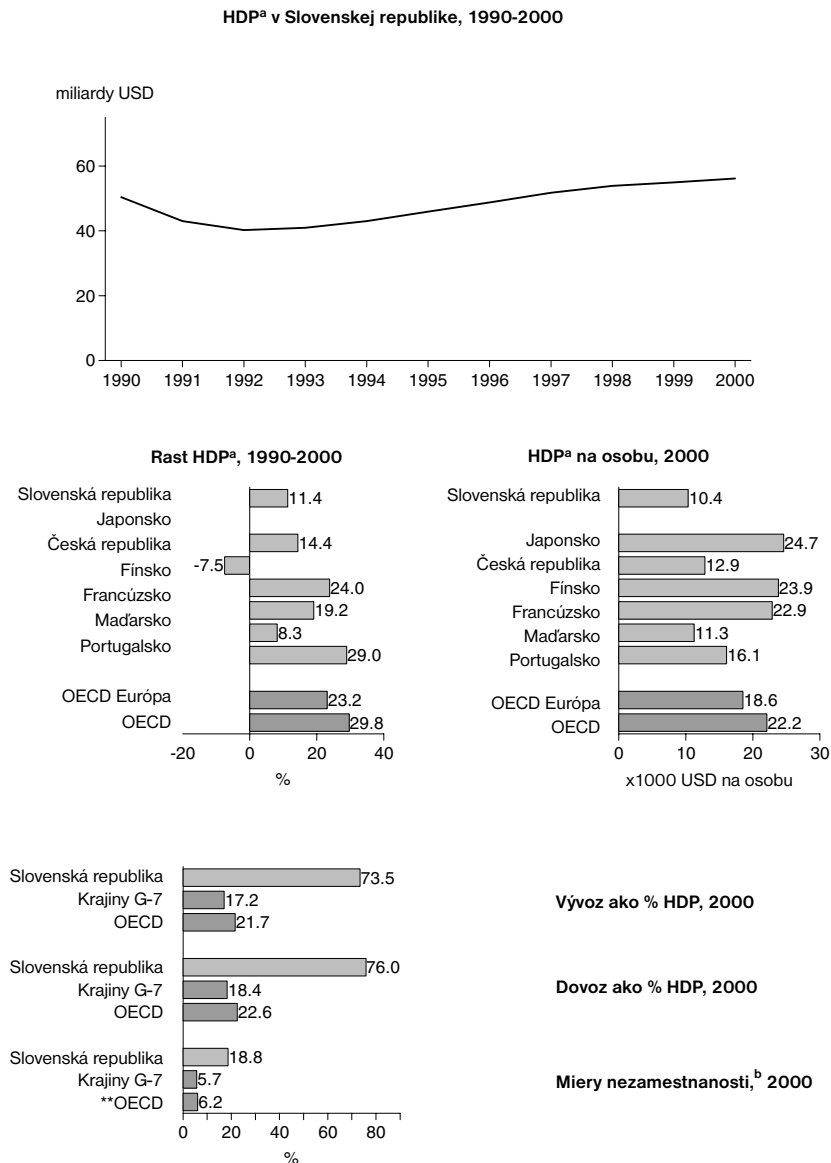 HDPª v Slovenskej republike, 1990-2000
miliardy USD
60
40
20
0
1990 1991 1992 1993 1994 1995 1996 1997 1998 1999 2000
Rast HDPª, 1990-2000
Slovenská republika 11.4
Japonsko
Česká republika 14.4
Fínsko -7.5
Francúzsko 24.0
Maďarsko 19.2
8.3
Portugalsko 29.0
OECD Európa 23.2
OECD 29.8
-20 0 20 40
%
HDPª na osobu, 2000
Slovenská republika 10.4
Japonsko 24.7
Česká republika 12.9
Fínsko 23.9
Francúzsko 22.9
Maďarsko 11.3
Portugalsko 16.1
OECD Európa 18.6
OECD 22.2
0 10 20 30
x1000 USD na osobu
Slovenská republika 73.5
Krajiny G-7 17.2
OECD 21.7
Vývoz ako % HDP, 2000
Slovenská republika 76.0
Krajiny G-7 18.4
OECD 22.6
Dovoz ako % HDP, 2000
Slovenská republika 18.8
Krajiny G-7 5.7
**OECD 6.2
Miery nezamestnanosti,ᵇ 2000
0 20 40 60 80
%